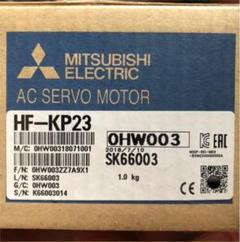 MITSUBISHI
ELECTRIC
AC SERVO MOTOR
HF-KP23
0HW003
M/C: 0HW00318071001
2018/7/10
SK66003
F/N: 0HW003ZZ7A9X1
1.0 kg
L/N: SK66003
G/C: 0HW003
S/N: K66003014